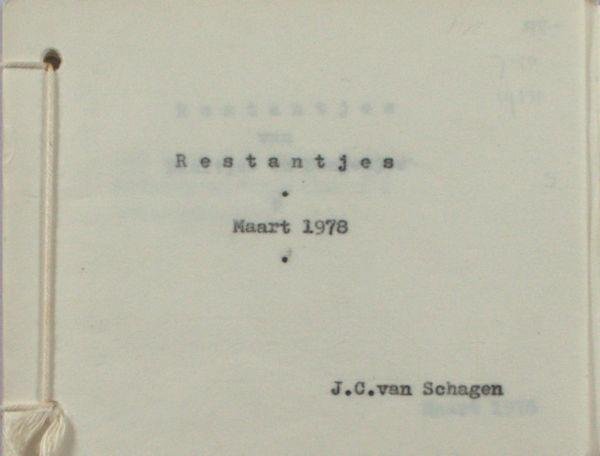 Restantjes
.
Maart 1978
.
J.C.van Schagen